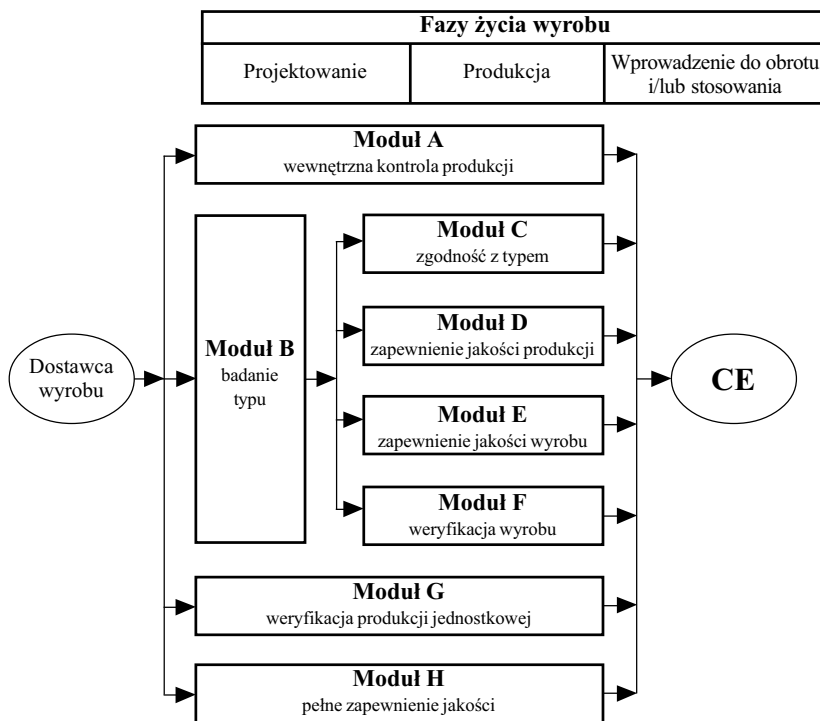 Fazy życia wyrobu
Projektowanie
Produkcja
Wprowadzenie do obrotu
i/lub stosowania
Moduł A
wewnętrzna kontrola produkcji
Moduł B
badanie
typu
Moduł C
zgodność z typem
Moduł D
zapewnienie jakości produkcji
Moduł E
zapewnienie jakości wyrobu
Moduł F
weryfikacja wyrobu
Dostawca
wyrobu
CE
Moduł G
weryfikacja produkcji jednostkowej
Moduł H
pełne zapewnienie jakości